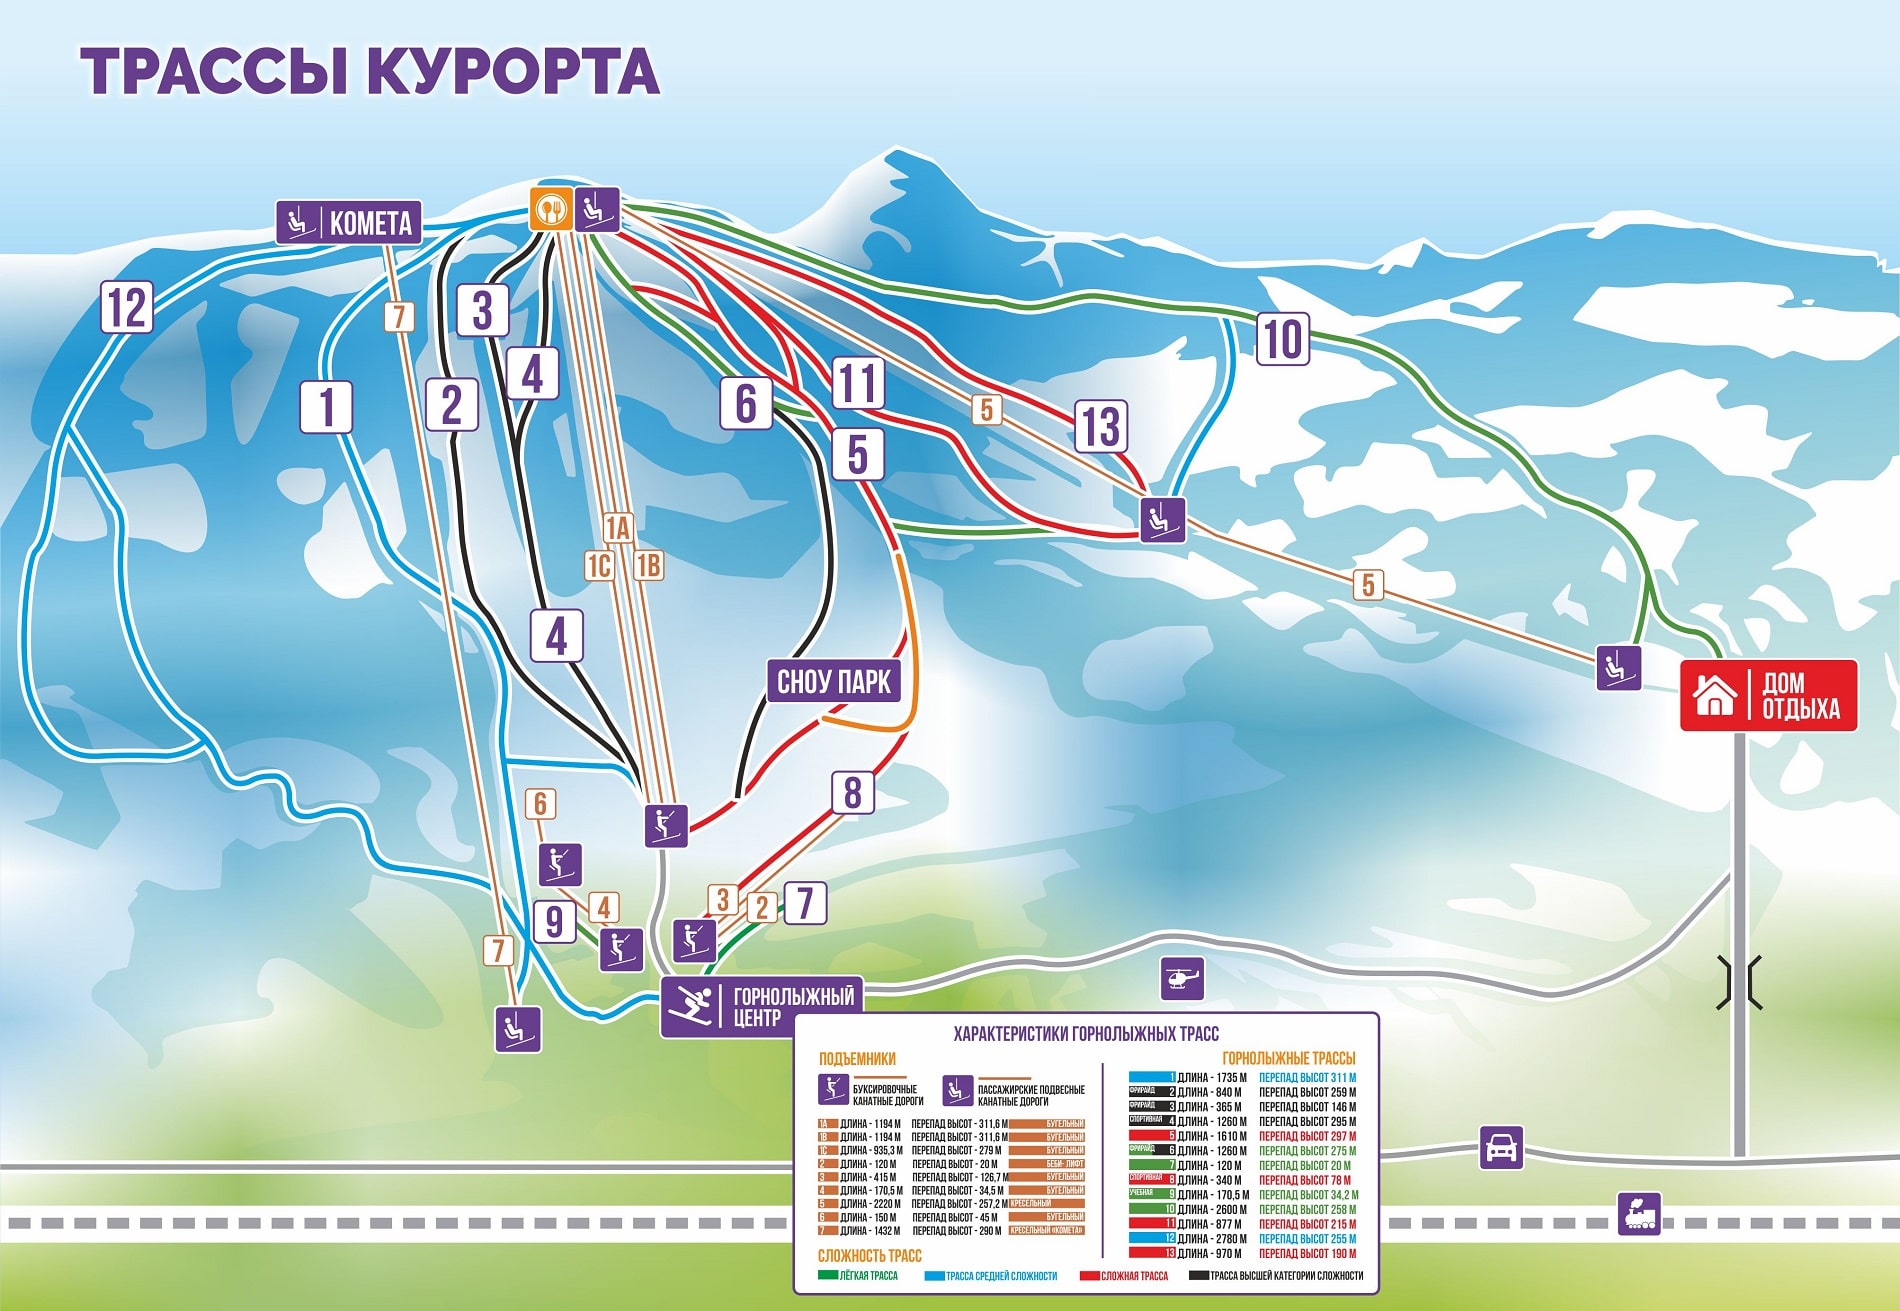 ТРАССЫ КУРОРТА
КОМЕТА
12
7
3
10
4
11
1
2
6
5
13
5
1A
1C
1B
5
4
СНОУ ПАРК
ДОМ
ОТДЫХА
6
8
3
2
7
4
9
7
ГОРНОЛЫЖНЫЙ
ЦЕНТР
ХАРАКТЕРИСТИКИ ГОРНОЛЫЖНЫХ ТРАСС
ПОДЪЕМНИКИ
БУКСИРОВОЧНЫЕ
КАНАТНЫЕ ДОРОГИ
ПАССАЖИРСКИЕ ПОДВЕСНЫЕ
КАНАТНЫЕ ДОРОГИ
1A ДЛИНА - 1194 М ПЕРЕПАД ВЫСОТ - 311,6 М БУГЕЛЬНЫЙ
1B ДЛИНА - 1194 М ПЕРЕПАД ВЫСОТ - 311,6 М БУГЕЛЬНЫЙ
1C ДЛИНА - 935,3 М ПЕРЕПАД ВЫСОТ - 279 М БУГЕЛЬНЫЙ
2 ДЛИНА - 120 М ПЕРЕПАД ВЫСОТ - 20 М БЕБИ- ЛИФТ
3 ДЛИНА - 415 М ПЕРЕПАД ВЫСОТ - 126,7 М БУГЕЛЬНЫЙ
4 ДЛИНА - 170,5 М ПЕРЕПАД ВЫСОТ - 34,5 М БУГЕЛЬНЫЙ
5 ДЛИНА - 2220 М ПЕРЕПАД ВЫСОТ - 257,2 М КРЕСЕЛЬНЫЙ
6 ДЛИНА - 150 М ПЕРЕПАД ВЫСОТ - 45 М БУГЕЛЬНЫЙ
7 ДЛИНА - 1432 М ПЕРЕПАД ВЫСОТ - 290 М КРЕСЕЛЬНЫЙ «КОМЕТА»
ГОРНОЛЫЖНЫЕ ТРАССЫ
1 ДЛИНА - 1735 М ПЕРЕПАД ВЫСОТ 311 М
ФРИРАЙД 2 ДЛИНА - 840 М ПЕРЕПАД ВЫСОТ 259 М
ФРИРАЙД 3 ДЛИНА - 365 М ПЕРЕПАД ВЫСОТ 146 М
СПОРТИВНАЯ 4 ДЛИНА - 1260 М ПЕРЕПАД ВЫСОТ 295 М
5 ДЛИНА - 1610 М ПЕРЕПАД ВЫСОТ 297 М
ФРИРАЙД 6 ДЛИНА - 1260 М ПЕРЕПАД ВЫСОТ 275 М
7 ДЛИНА - 120 М ПЕРЕПАД ВЫСОТ 20 М
СПОРТИВНАЯ 8 ДЛИНА - 340 М ПЕРЕПАД ВЫСОТ 78 М
УЧЕБНАЯ 9 ДЛИНА - 170,5 М ПЕРЕПАД ВЫСОТ 34,2 М
10 ДЛИНА - 2600 М ПЕРЕПАД ВЫСОТ 258 М
11 ДЛИНА - 877 М ПЕРЕПАД ВЫСОТ 215 М
12 ДЛИНА - 2780 М ПЕРЕПАД ВЫСОТ 255 М
13 ДЛИНА - 970 М ПЕРЕПАД ВЫСОТ 190 М
СЛОЖНОСТЬ ТРАСС
ЛЁГКАЯ ТРАССА ТРАССА СРЕДНЕЙ СЛОЖНОСТИ СЛОЖНАЯ ТРАССА ТРАССА ВЫСШЕЙ КАТЕГОРИИ СЛОЖНОСТИ